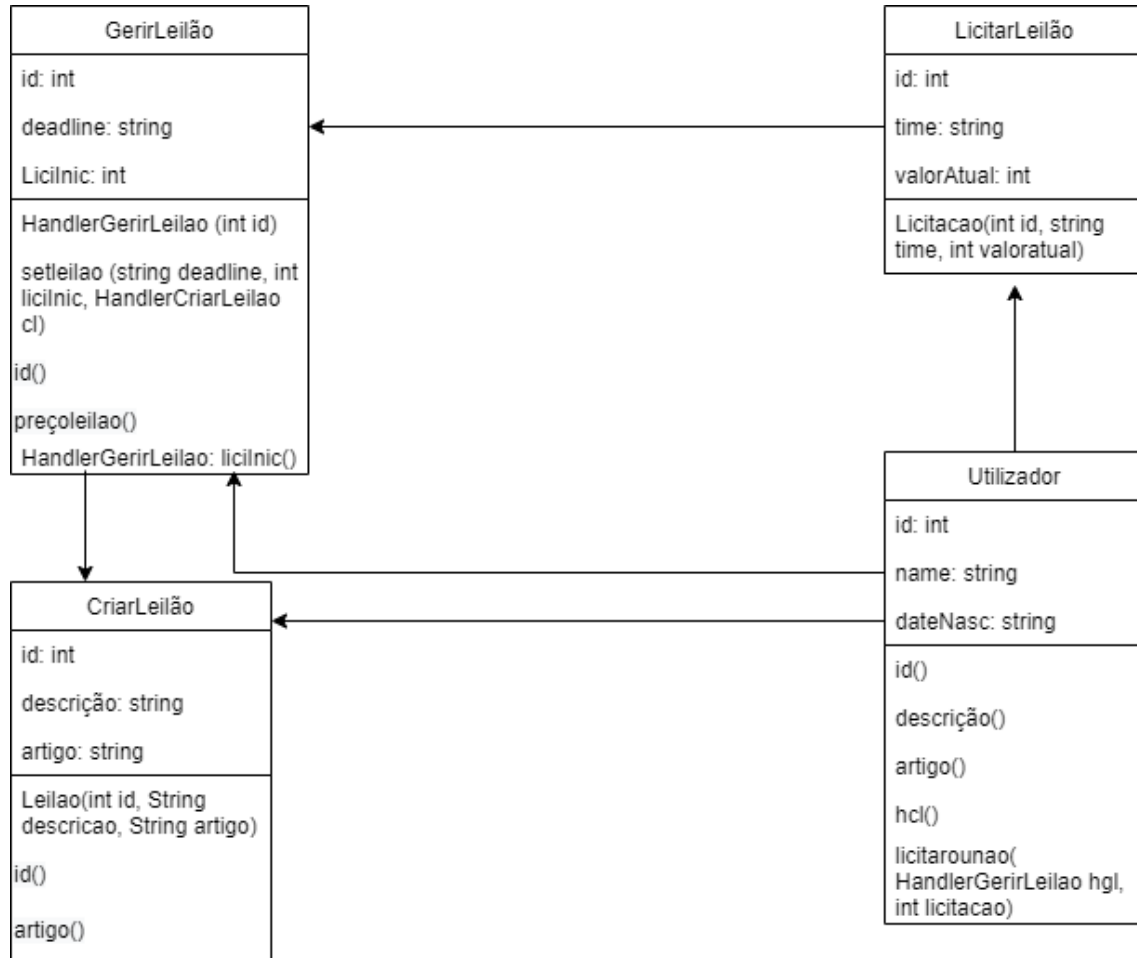 GerirLeilão
id: int
deadline: string
LiciInic: int
HandlerGerirLeilao (int id)
setleilao (string deadline, int
liciInic, HandlerCriarLeilao
cl)
id()
preçoleilao()
HandlerGerirLeilao: liciInic()
LicitarLeilão
id: int
time: string
valorAtual: int
Licitacao(int id, string
time, int valoratual)
CriarLeilão
id: int
descrição: string
artigo: string
Leilao(int id, String
descricao, String artigo)
id()
artigo()
Utilizador
id: int
name: string
dateNasc: string
id()
descrição()
artigo()
hcl()
licitarounao(
HandlerGerirLeilao hgl,
int licitacao)